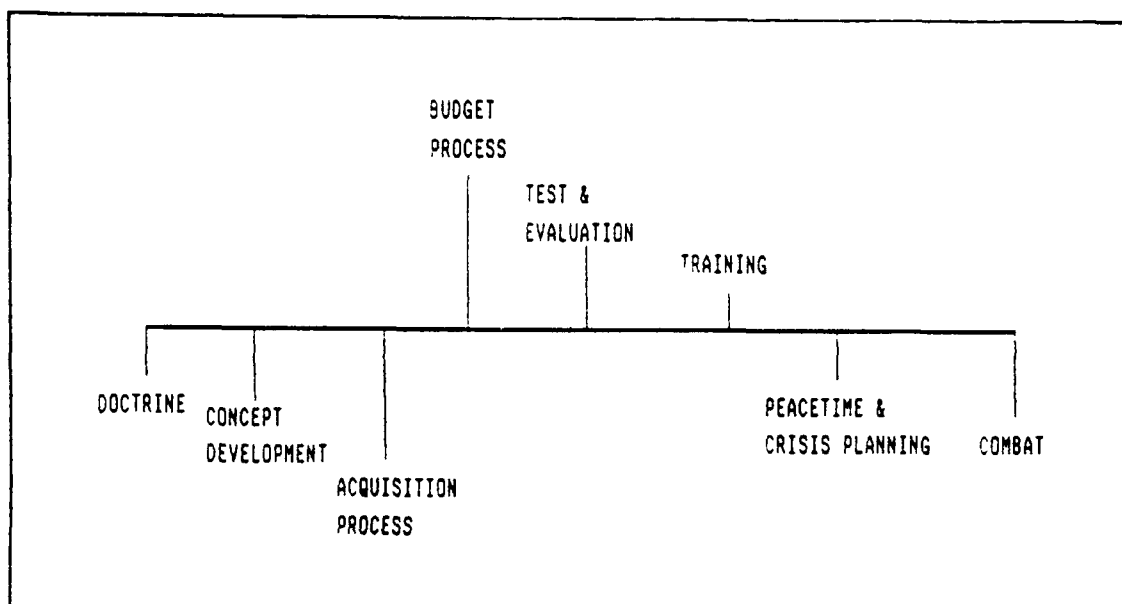 BUDGET
PROCESS
TEST &
EVALUATION
TRAINING
DOCTRINE
CONCEPT
DEVELOPMENT
ACQUISITION
PROCESS
PEACETIME &
CRISIS PLANNING
COMBAT